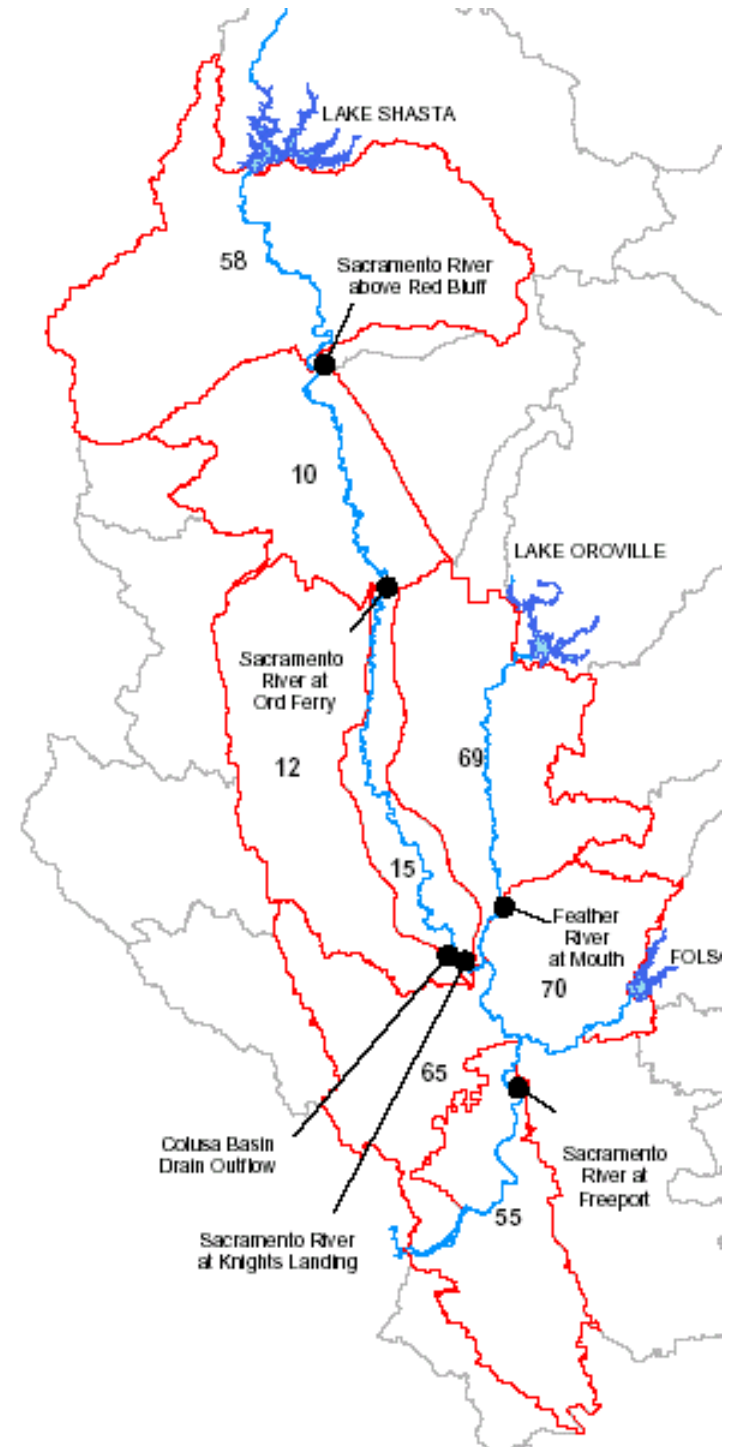 LAKE SHASTA
58
Sacramento River
above Red Bluff
10
LAKE OROVILLE
Sacramento
River at
Ord Ferry
12
69
15
Feather
River
at Mouth
FOLS
70
65
Colusa Basin
Drain Outflow
Sacramento
River at
Freeport
55
Sacramento River
at Knights Landing